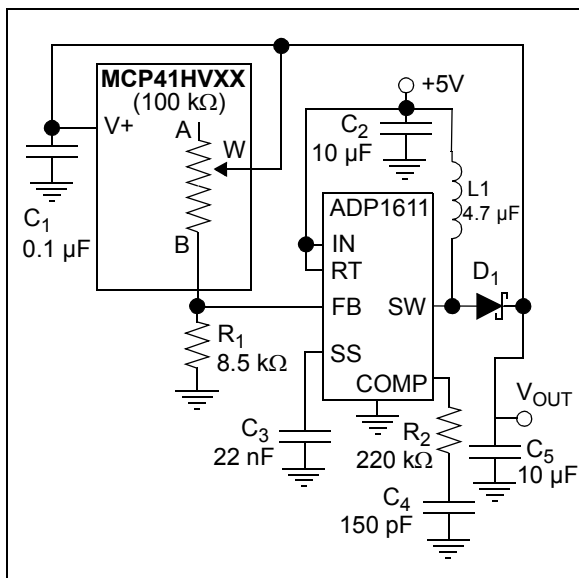 MCP41HVXX
(100 kΩ)
+5V
V+
A
W
C2
10 µF
L1
4.7 µF
C1
0.1 µF
ADP1611
B
IN
RT
D1
FB
SW
R1
8.5 kΩ
SS
COMP
VOUT
C3
22 nF
R2
220 kΩ
C5
10 µF
C4
150 pF